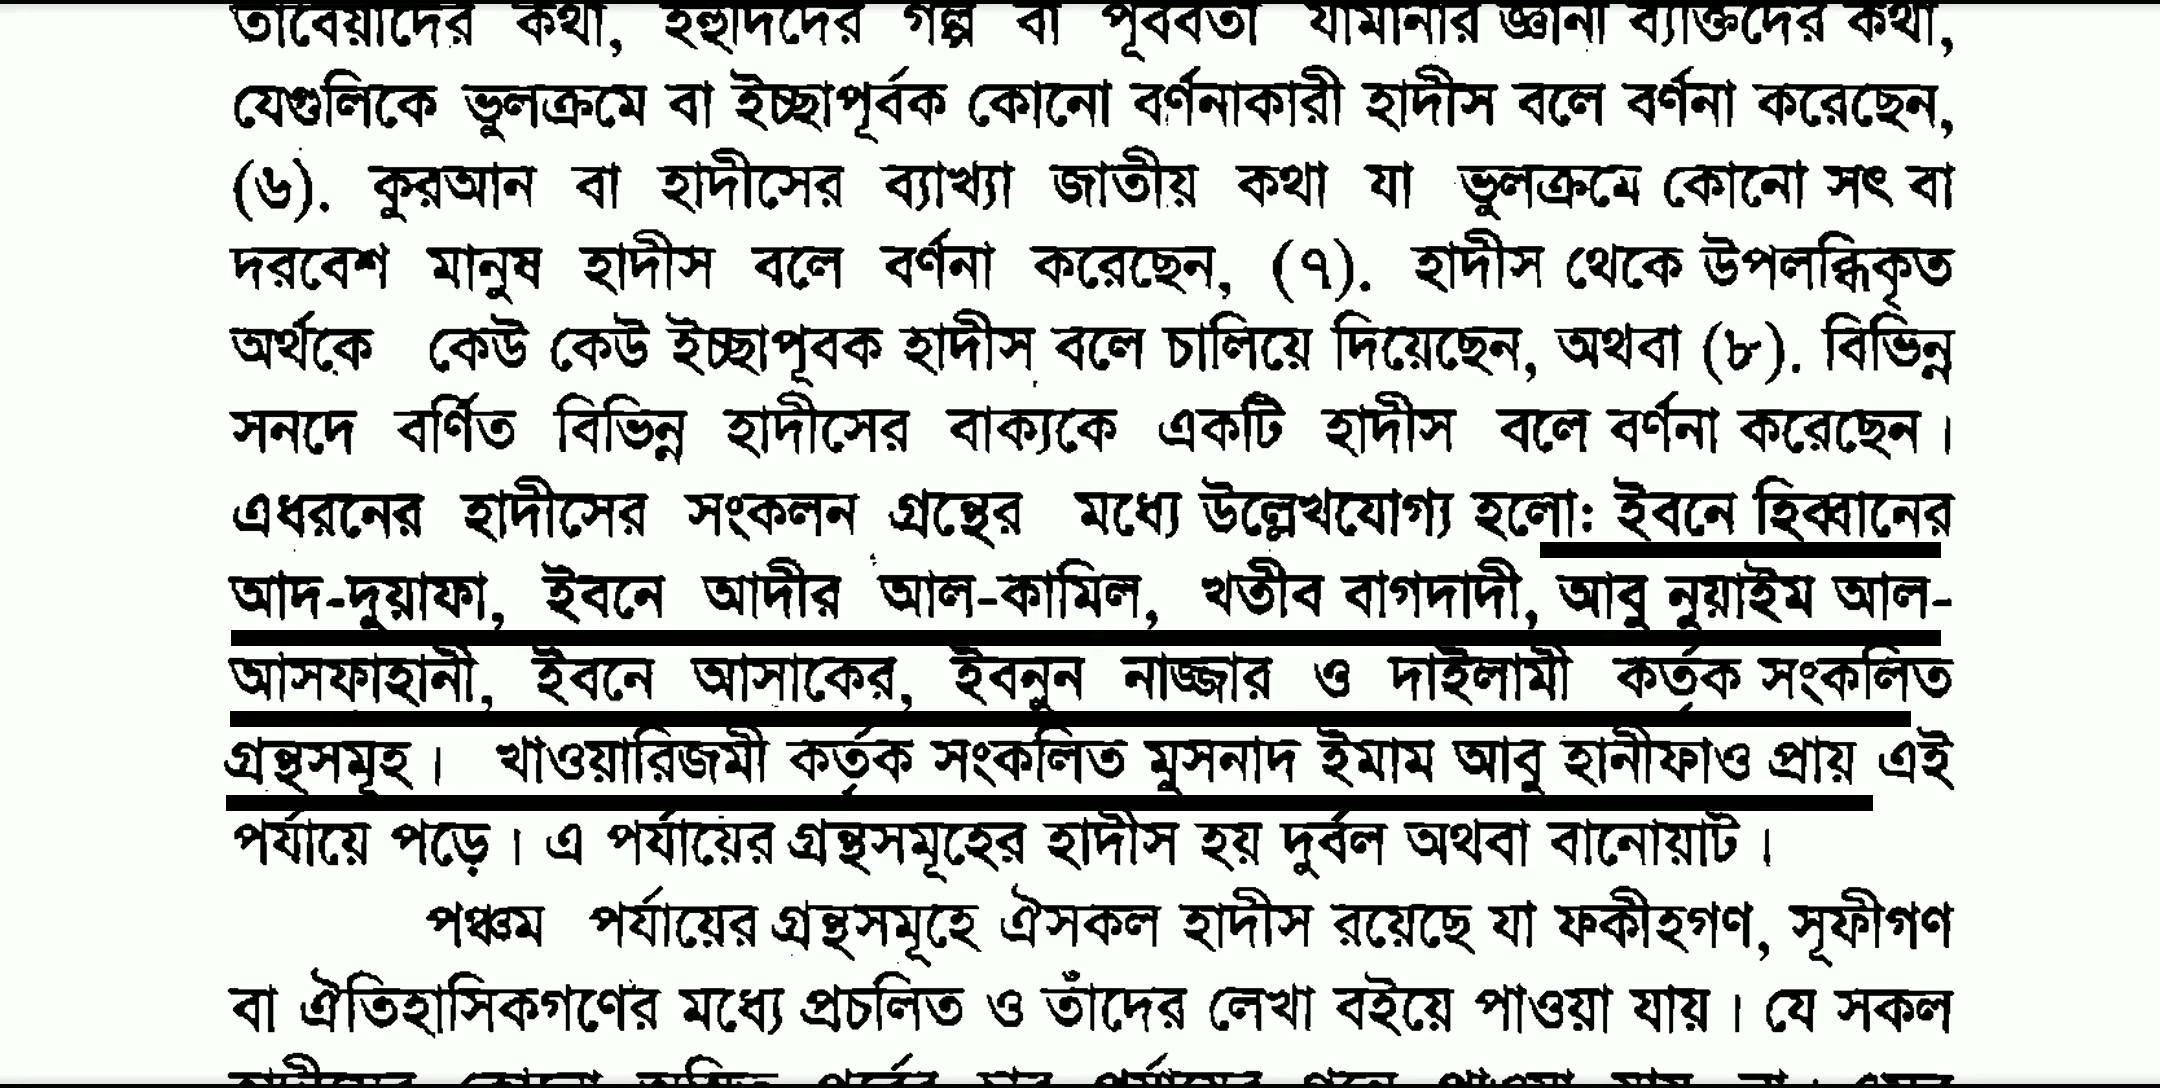 তাবেয়ীদের কথা, ইহুদিদের গল্প বা পূর্ববর্তী যামানার জ্ঞানী ব্যক্তিদের কথা,
যেগুলিকে ভুলক্রমে বা ইচ্ছাপূর্বক কোনো বর্ণনাকারী হাদীস বলে বর্ণনা করেছেন,
(৬). কুরআন বা হাদীসের ব্যাখ্যা জাতীয় কথা যা ভুলক্রমে কোনো সৎ বা
দরবেশ মানুষ হাদীস বলে বর্ণনা করেছেন, (৭). হাদীস থেকে উপলব্ধিকৃত
অর্থকে কেউ কেউ ইচ্ছাপূবক হাদীস বলে চালিয়ে দিয়েছেন, অথবা (৮). বিভিন্ন
সনদে বর্ণিত বিভিন্ন হাদীসের বাক্যকে একটি হাদীস বলে বর্ণনা করেছেন।
এধরনের হাদীসের সংকলন গ্রন্থের মধ্যে উল্লেখযোগ্য হলো: ইবনে হিব্বানের
আদ-দুয়াফা, ইবনে আদীর আল-কামিল, খতীব বাগদাদী, আবু নুয়াইম আল-
আসফাহানী, ইবনে আসাকের, ইবনুন নাজ্জার ও দাইলামী কর্তৃক সংকলিত
গ্রন্থসমূহ। খাওয়ারিজমী কর্তৃক সংকলিত মুসনাদ ইমাম আবু হানীফাও প্রায় এই
পর্যায়ে পড়ে। এ পর্যায়ের গ্রন্থসমূহের হাদীস হয় দুর্বল অথবা বানোয়াট।
পঞ্চম পর্যায়ের গ্রন্থসমূহে ঐসকল হাদীস রয়েছে যা ফকীহগণ, সূফীগণ
বা ঐতিহাসিকগণের মধ্যে প্রচলিত ও তাঁদের লেখা বইয়ে পাওয়া যায়। যে সকল